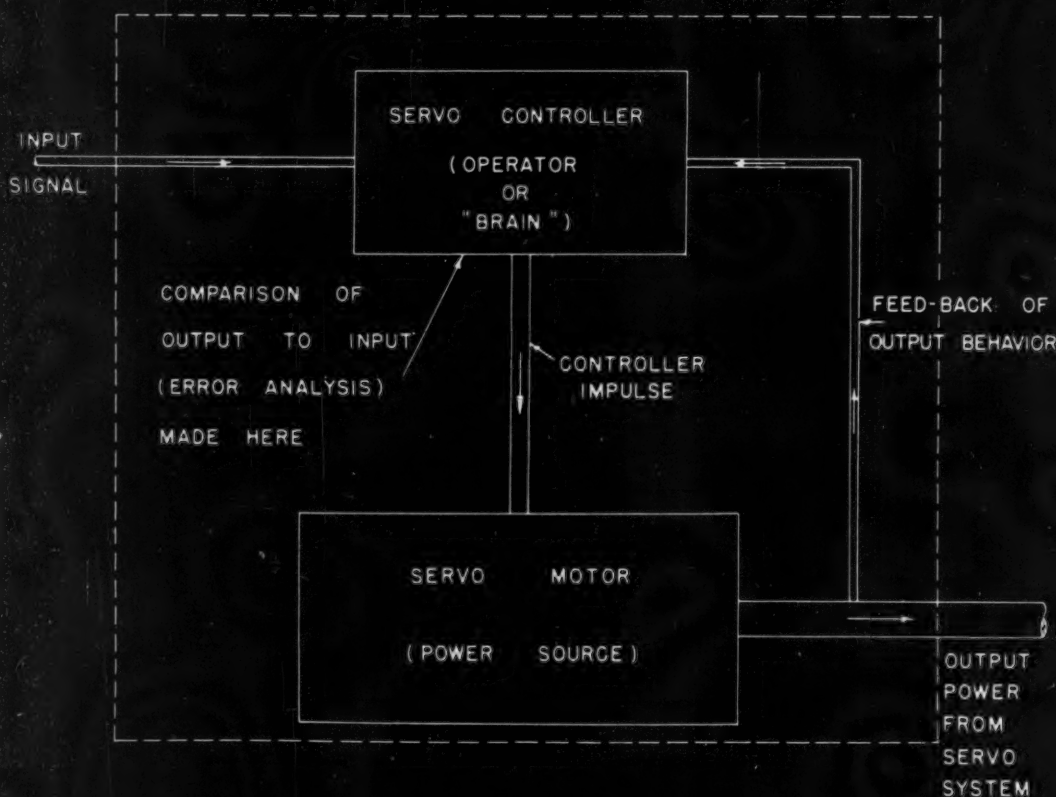 INPUT
SIGNAL
SERVO CONTROLLER
(OPERATOR
OR
"BRAIN")
COMPARISON OF
OUTPUT TO INPUT
(ERROR ANALYSIS)
MADE HERE
CONTROLLER
IMPULSE
FEED-BACK OF
OUTPUT BEHAVIOR
SERVO MOTOR
(POWER SOURCE)
OUTPUT
POWER
FROM
SERVO
SYSTEM